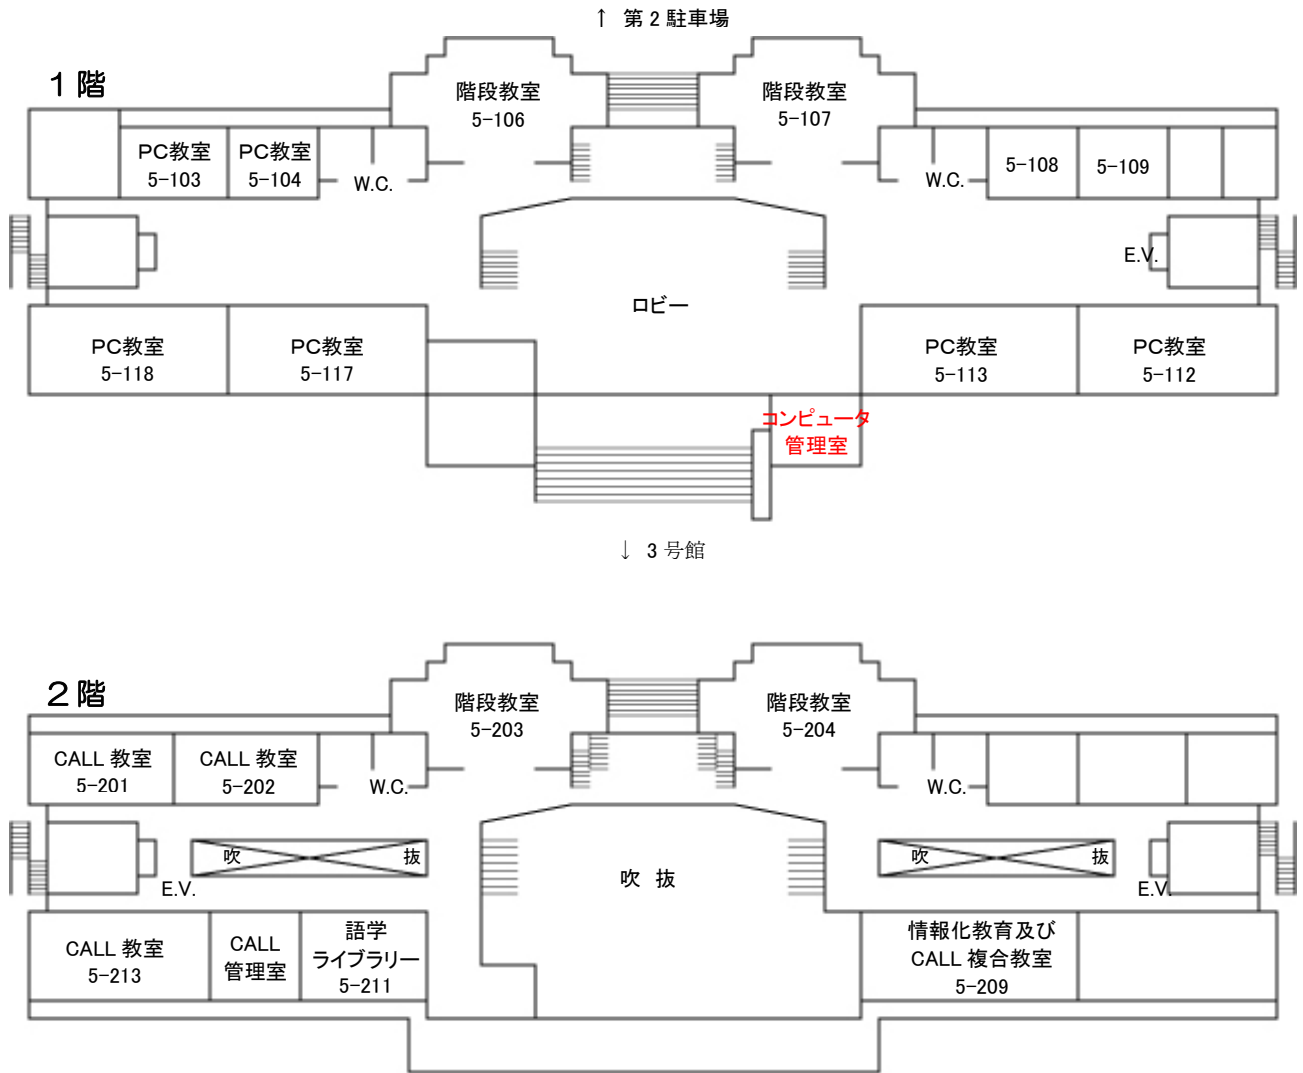 ↑ 第2駐車場
1階
階段教室
5-106
階段教室
5-107
PC教室
5-103
PC教室
5-104
W.C.
W.C.
5-108
5-109
E.V.
ロビー
PC教室
5-118
PC教室
5-117
PC教室
5-113
PC教室
5-112
コンピュータ
管理室
↓ 3号館
2階
階段教室
5-203
階段教室
5-204
CALL 教室
5-201
CALL 教室
5-202
W.C.
W.C.
吹 抜
吹 抜
E.V.
吹 抜
E.V.
CALL 教室
5-213
CALL
管理室
語学
ライブラリー
5-211
情報化教育及び
CALL 複合教室
5-209